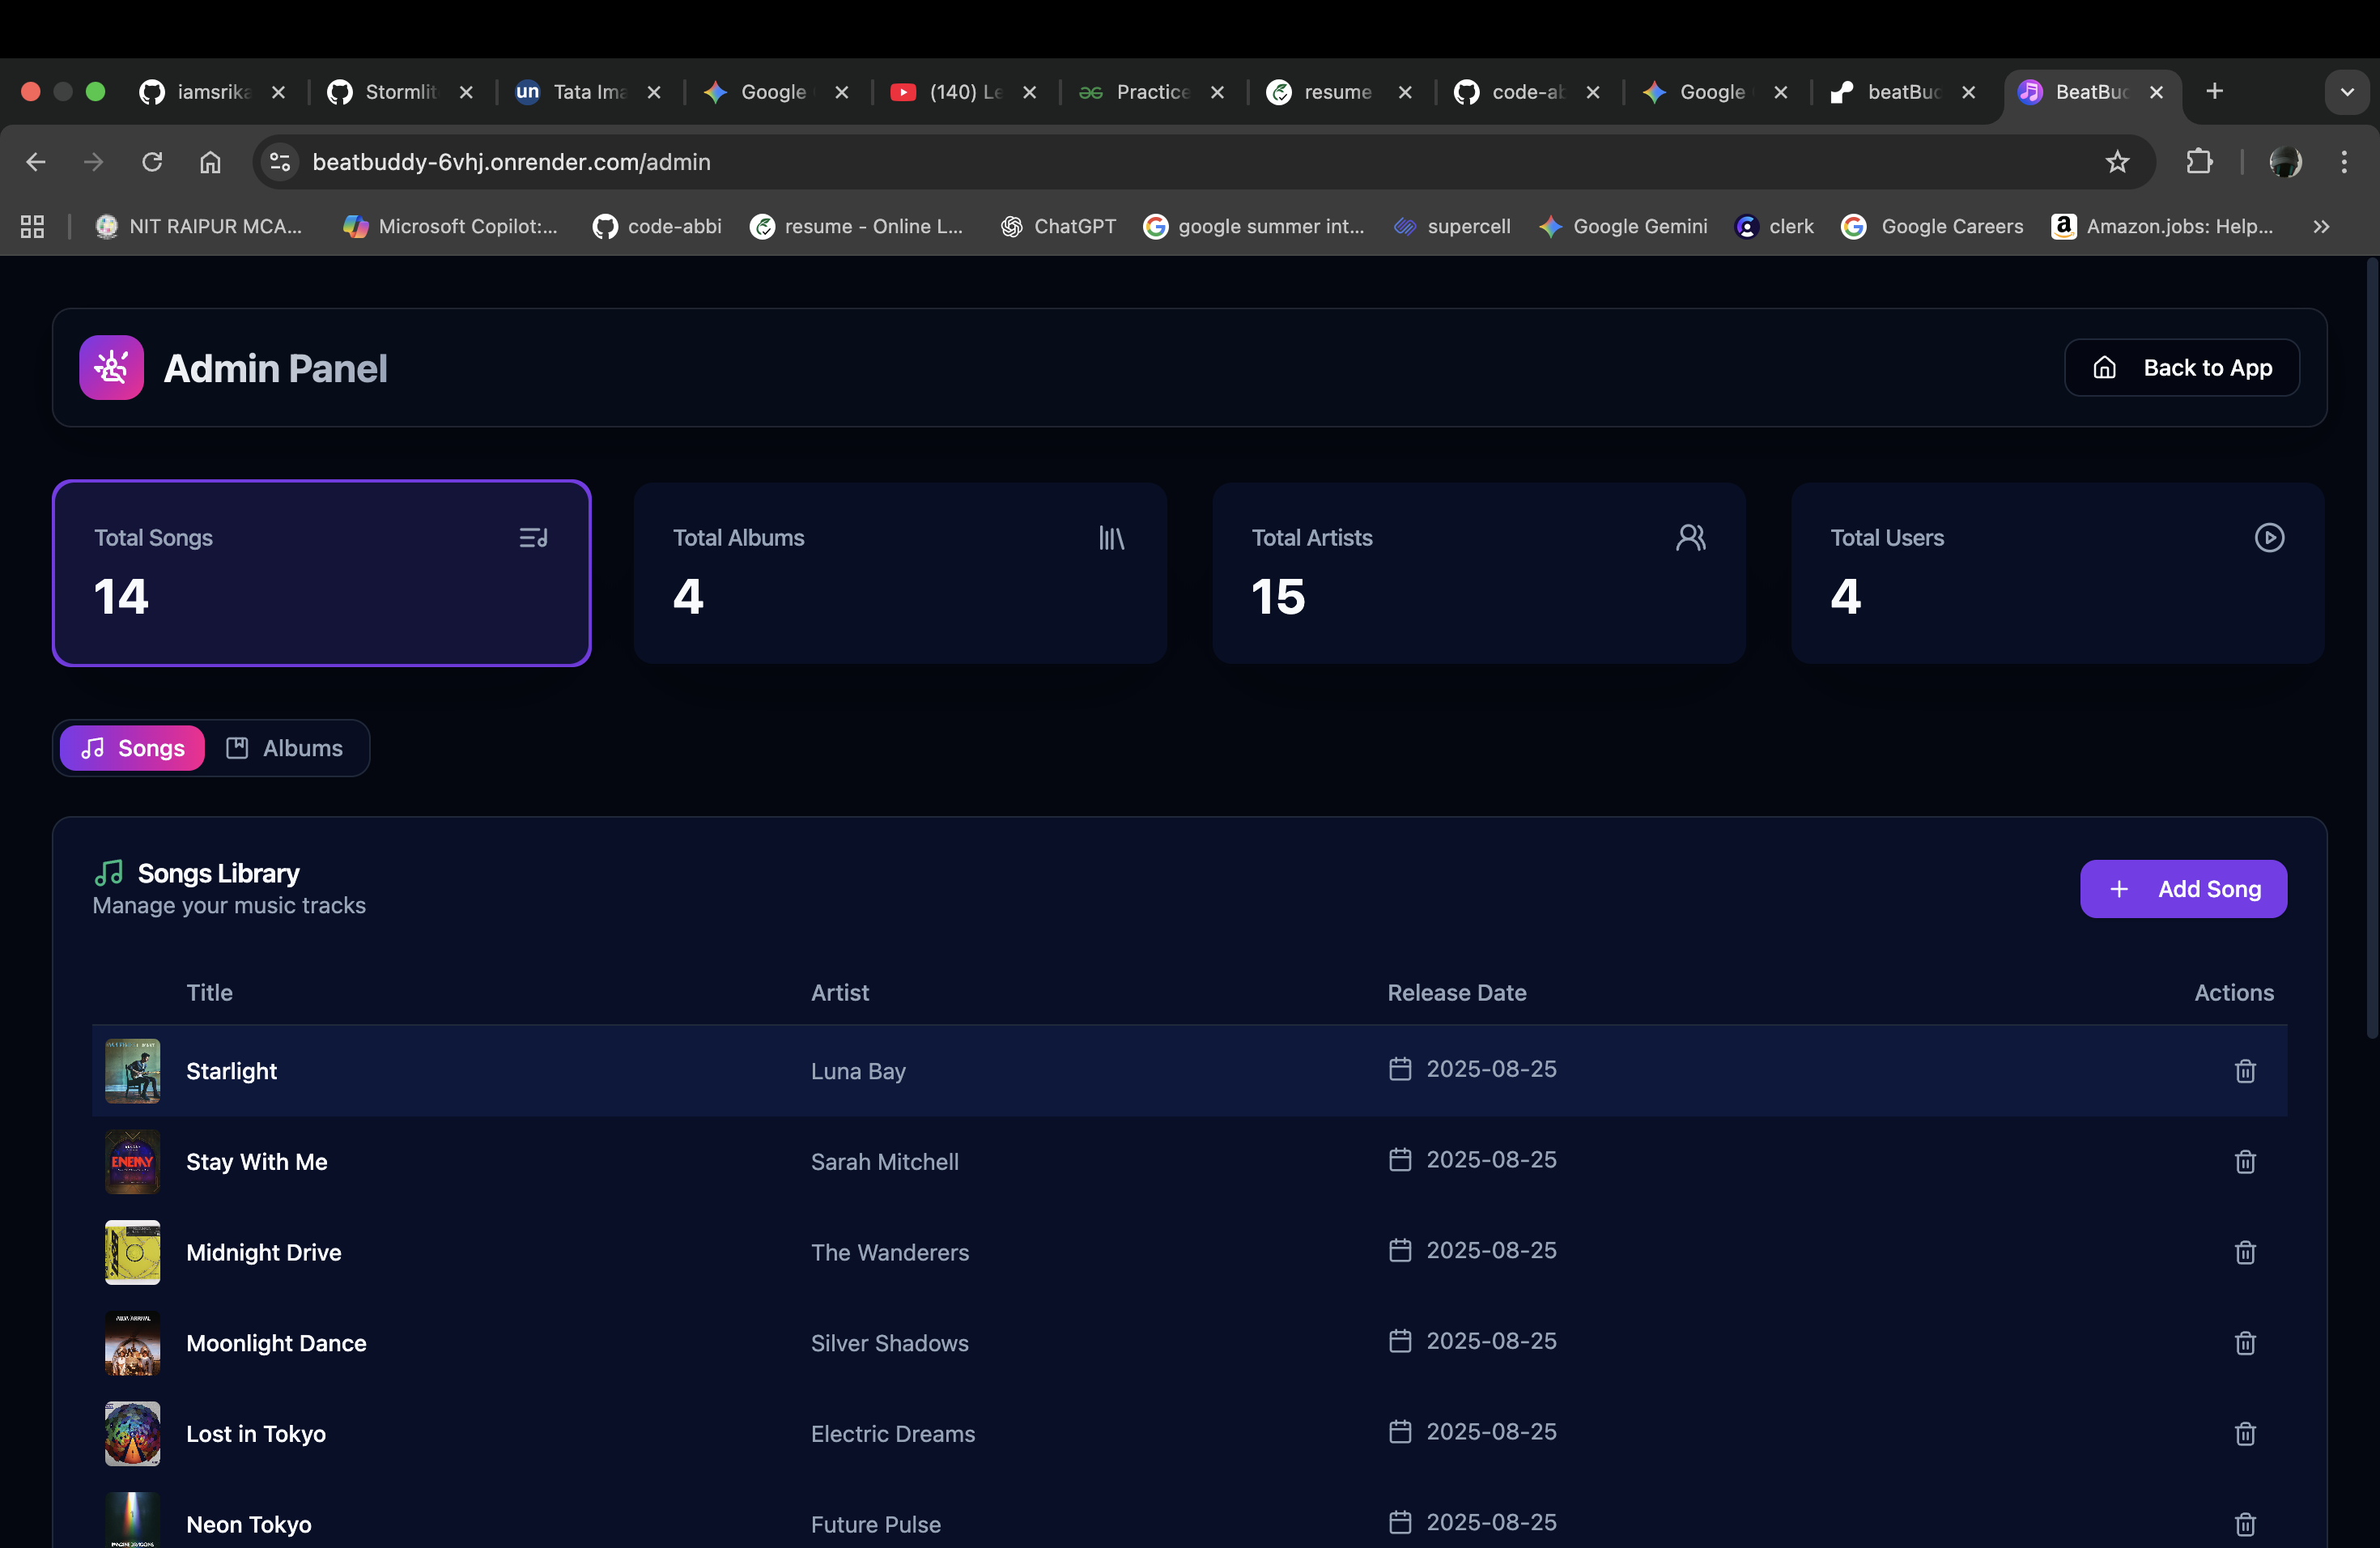 iamsrika
Stormlit
un Tata Ima
Google
(140) Le
Practice
resume
code-ab
Google
beatBud
BeatBud
beatbuddy-6vhj.onrender.com/admin
NIT RAIPUR MCA...
Microsoft Copilot:...
code-abbi
resume - Online L...
ChatGPT
google summer int...
supercell
Google Gemini
clerk
Google Careers
Amazon.jobs: Help...
Admin Panel
Back to App
Total Songs
14
Total Albums
4
Total Artists
15
Total Users
4
Songs
Albums
Songs Library
Manage your music tracks
Add Song
Title Artist Release Date Actions
Starlight Luna Bay 2025-08-25
ENEMY
Stay With Me Sarah Mitchell 2025-08-25
Midnight Drive The Wanderers 2025-08-25
Moonlight Dance Silver Shadows 2025-08-25
Lost in Tokyo Electric Dreams 2025-08-25
Neon Tokyo Future Pulse 2025-08-25